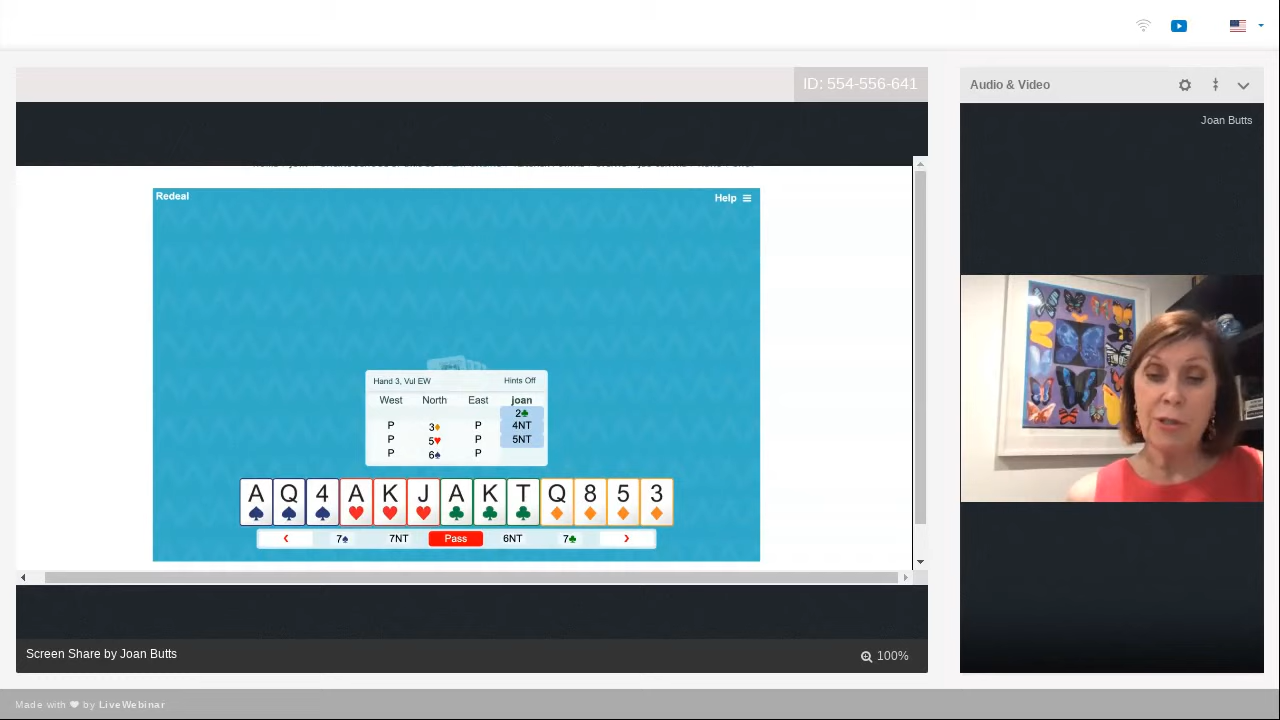 ID: 554-556-641
Audio & Video
Joan Butts
Redeal
Help
Hand 3, Vul EW Hints Off
West North East joan
2♣
P 3♦ P 4NT
P 5♥ P 5NT
P 6♠ P
A Q 4 A K J A K T Q 8 5 3
♠ ♠ ♠ ♥ ♥ ♥ ♣ ♣ ♣ ♦ ♦ ♦ ♦
‹ 7♠ 7NT Pass 6NT 7♣ ›
Screen Share by Joan Butts
100%
Made with ♥ by LiveWebinar